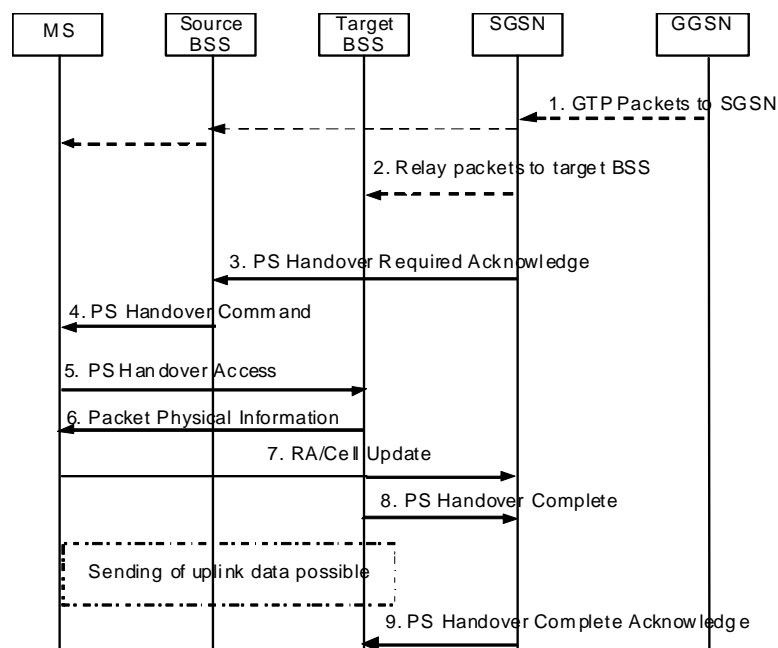 MS
Source
BSS
Target
BSS
SGSN
GGSN
1. GTP Packets to SGSN
2. Relay packets to target BSS
3. PS Handover Required Acknowledge
4. PS Handover Command
5. PS Handover Access
6. Packet Physical Information
7. RA/Cell Update
8. PS Handover Complete
Sending of uplink data possible
9. PS Handover Complete Acknowledge